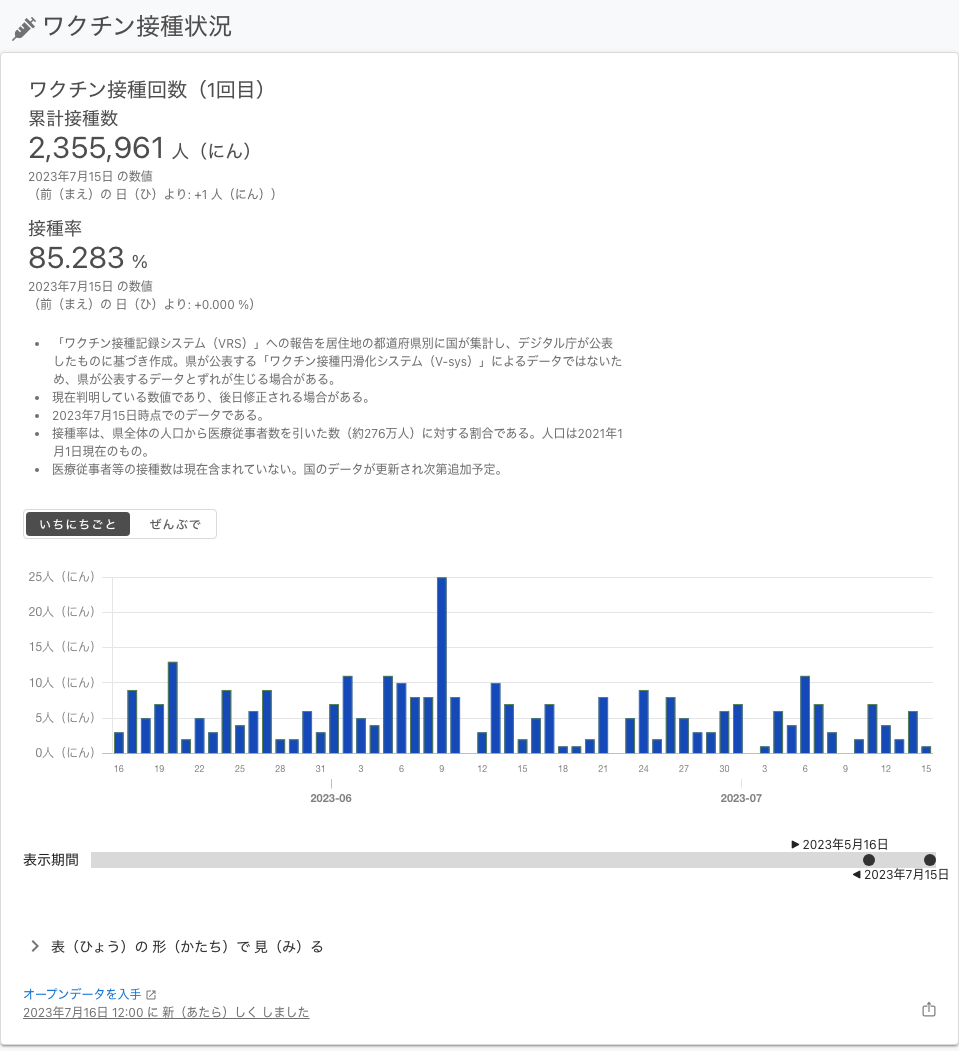 ワクチン接種状況
ワクチン接種回数（1回目）
累計接種数
2,355,961 人（にん）
2023年7月15日 の数値
（前（まえ）の 日（ひ）より: +1 人（にん））
接種率
85.283 %
2023年7月15日 の数値
（前（まえ）の 日（ひ）より: +0.000 %）
• 「ワクチン接種記録システム（VRS）」への報告を居住地の都道府県別に国が集計し、デジタル庁が公表
したものに基づき作成。県が公表する「ワクチン接種円滑化システム（V-sys）」によるデータではないた
め、県が公表するデータとずれが生じる場合がある。
• 現在判明している数値であり、後日修正される場合がある。
• 2023年7月15日時点でのデータである。
• 接種率は、県全体の人口から医療従事者数を引いた数（約276万人）に対する割合である。人口は2021年1
月1日現在のもの。
• 医療従事者等の接種数は現在含まれていない。国のデータが更新され次第追加予定。
いちにちごと ぜんぶで
25人（にん）
20人（にん）
15人（にん）
10人（にん）
5人（にん）
0人（にん）
16 19 22 25 28 31 3 6 9 12 15 18 21 24 27 30 3 6 9 12 15
2023-06 2023-07
2023年5月16日
表示期間
2023年7月15日
表（ひょう）の 形（かたち）で 見（み）る
オープンデータを入手
2023年7月16日 12:00 に 新（あたら）しく しました